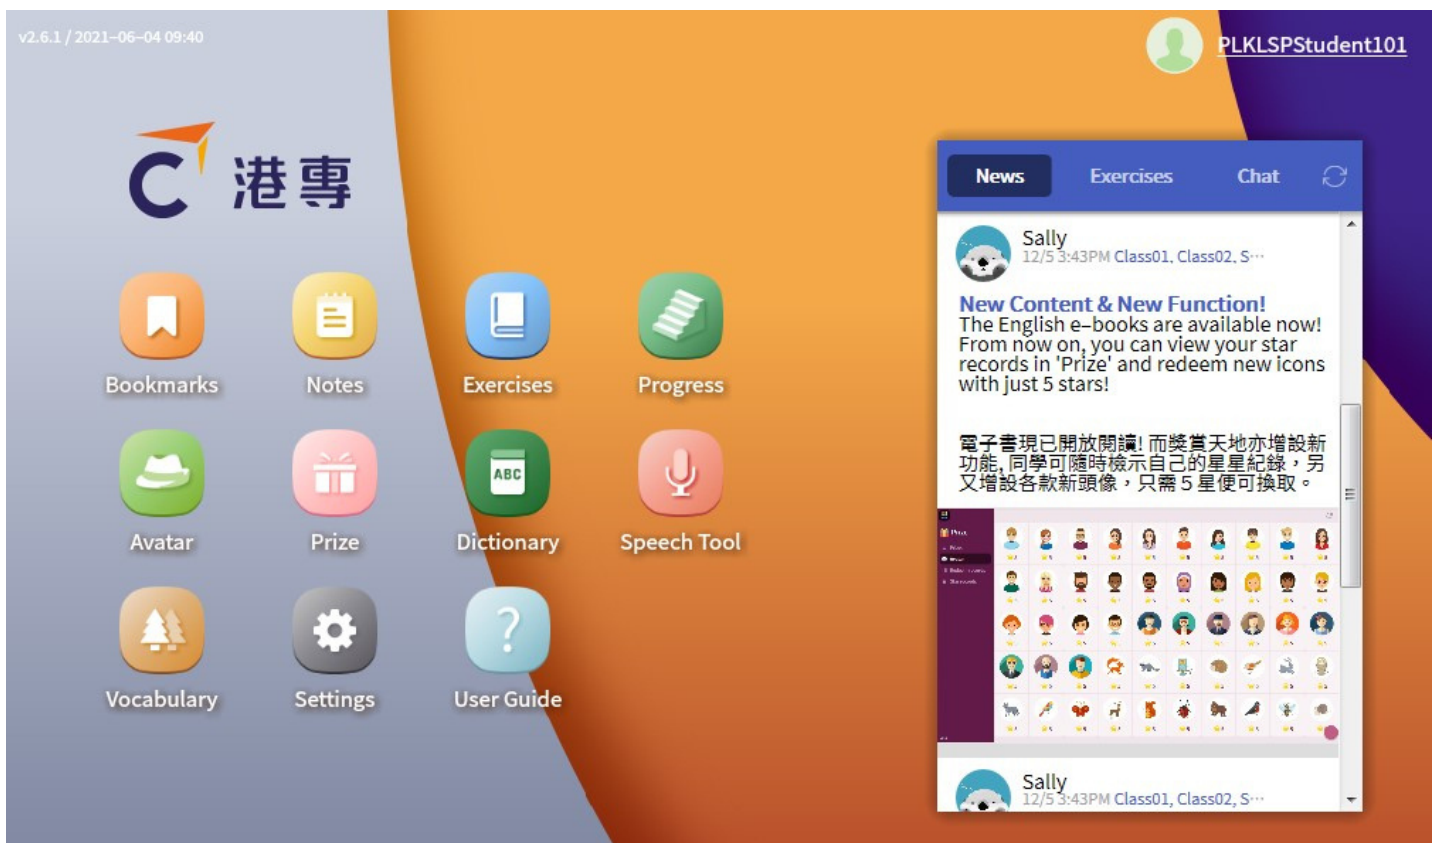 v2.6.1 / 2021-06-04 09:40
PLKLSPStudent101
港專
News Exercises Chat
Sally
12/5 3:43PM Class01, Class02, S···
New Content & New Function!
The English e-books are available now!
From now on, you can view your star
records in 'Prize' and redeem new icons
with just 5 stars!
電子書現已開放閱讀! 而獎賞天地亦增設新
功能, 同學可隨時檢示自己的星星紀錄，另
又增設各款新頭像，只需５星便可換取。
Prize
Sally
12/5 3:43PM Class01, Class02, S···
Bookmarks Notes Exercises Progress
ABC
Avatar Prize Dictionary Speech Tool
?
Vocabulary Settings User Guide